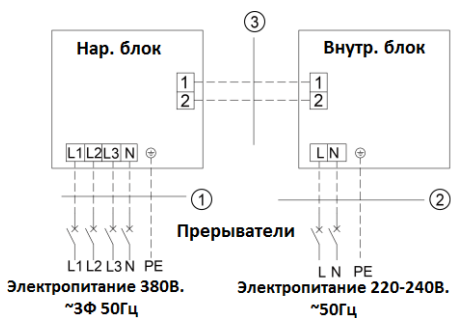 3
Нар. блок
Внутр. блок
1 1
2 2
L1 L2 L3 N
L N
1
2
Прерыватели
L1 L2 L3 N PE
L N PE
Электропитание 380В.
~3Ф 50Гц
Электропитание 220-240В.
~50Гц